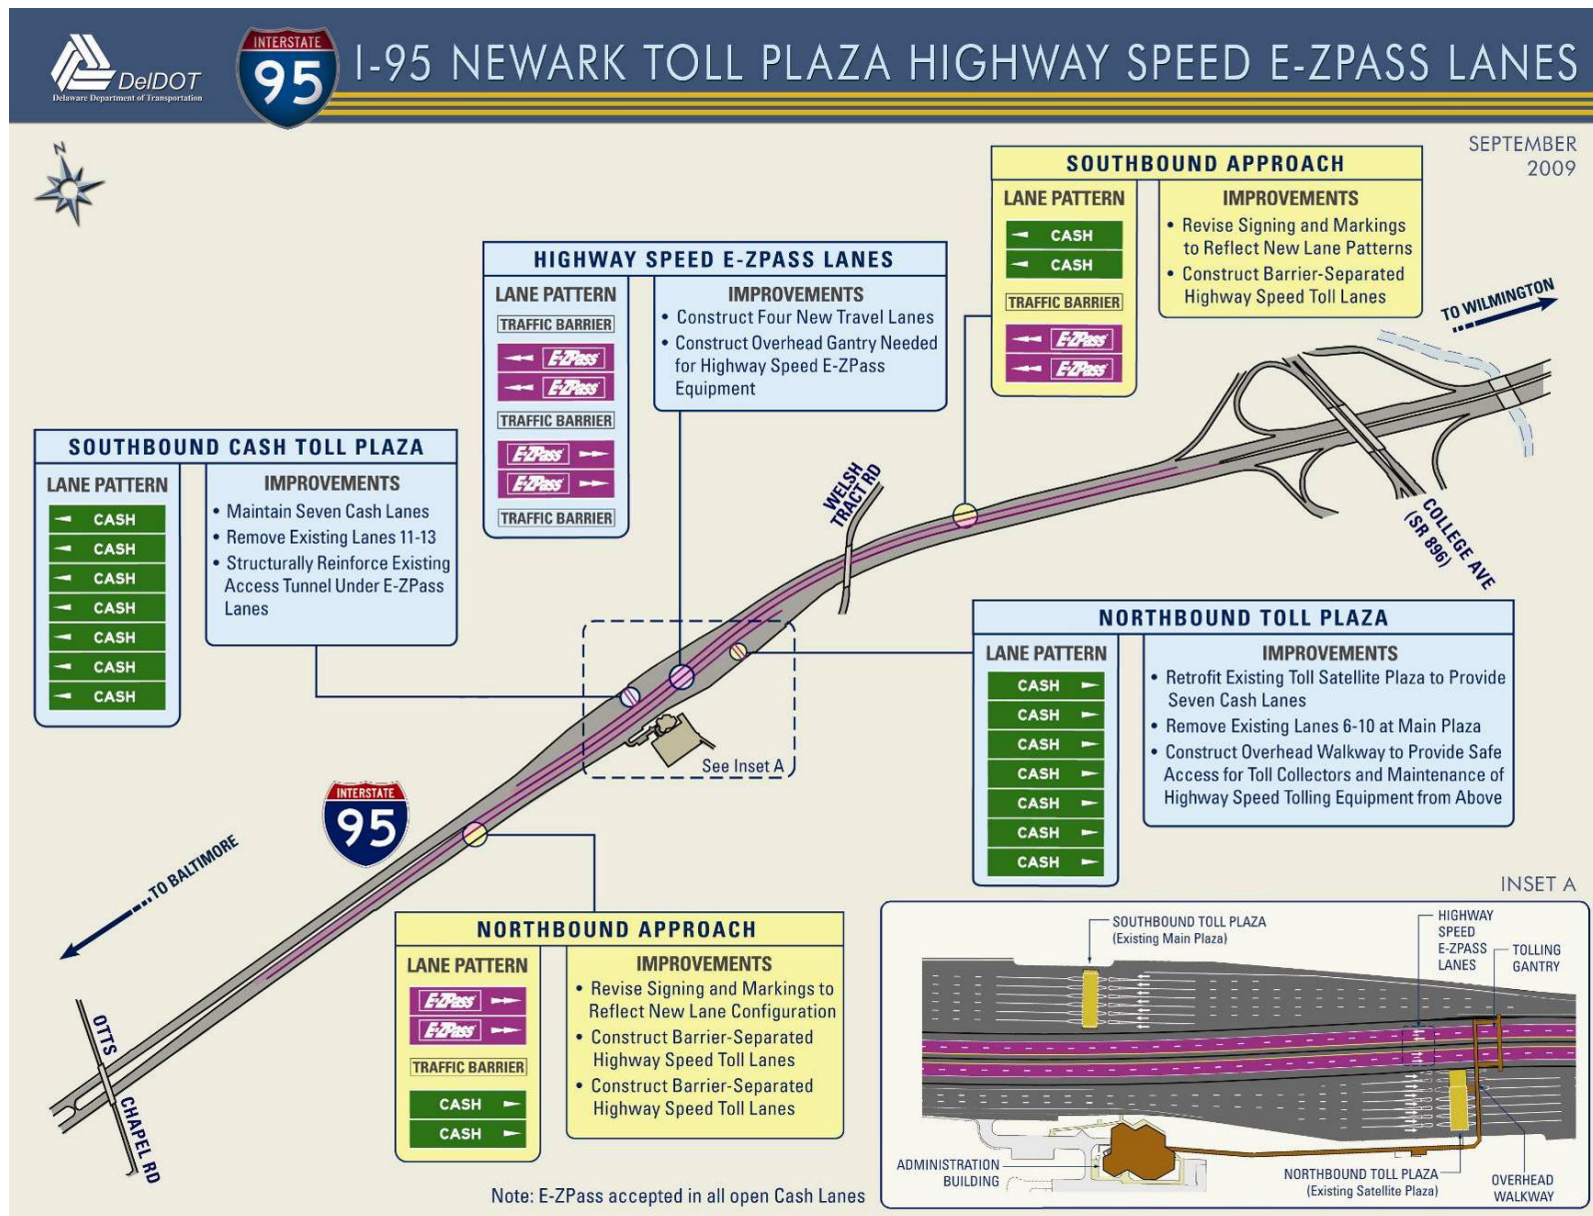 DelDOT
Delaware Department of Transportation
INTERSTATE
95
I-95 NEWARK TOLL PLAZA HIGHWAY SPEED E-ZPASS LANES
SEPTEMBER
2009
N
SOUTHBOUND APPROACH
LANE PATTERN
CASH
CASH
TRAFFIC BARRIER
E-ZPass
E-ZPass
IMPROVEMENTS
• Revise Signing and Markings
to Reflect New Lane Patterns
• Construct Barrier-Separated
Highway Speed Toll Lanes
HIGHWAY SPEED E-ZPASS LANES
LANE PATTERN
TRAFFIC BARRIER
E-ZPass
E-ZPass
TRAFFIC BARRIER
E-ZPass
E-ZPass
TRAFFIC BARRIER
IMPROVEMENTS
• Construct Four New Travel Lanes
• Construct Overhead Gantry Needed
for Highway Speed E-ZPass
Equipment
TO WILMINGTON
SOUTHBOUND CASH TOLL PLAZA
LANE PATTERN
CASH
CASH
CASH
CASH
CASH
CASH
CASH
IMPROVEMENTS
• Maintain Seven Cash Lanes
• Remove Existing Lanes 11-13
• Structurally Reinforce Existing
Access Tunnel Under E-ZPass
Lanes
WELSH
TRACT RD
COLLEGE AVE
(SR 896)
NORTHBOUND TOLL PLAZA
LANE PATTERN
CASH
CASH
CASH
CASH
CASH
CASH
CASH
IMPROVEMENTS
• Retrofit Existing Toll Satellite Plaza to Provide
Seven Cash Lanes
• Remove Existing Lanes 6-10 at Main Plaza
• Construct Overhead Walkway to Provide Safe
Access for Toll Collectors and Maintenance of
Highway Speed Tolling Equipment from Above
See Inset A
INTERSTATE
95
TO BALTIMORE
OTTS
CHAPEL RD
NORTHBOUND APPROACH
LANE PATTERN
E-ZPass
E-ZPass
TRAFFIC BARRIER
CASH
CASH
IMPROVEMENTS
• Revise Signing and Markings to
Reflect New Lane Configuration
• Construct Barrier-Separated
Highway Speed Toll Lanes
• Construct Barrier-Separated
Highway Speed Toll Lanes
Note: E-ZPass accepted in all open Cash Lanes
INSET A
SOUTHBOUND TOLL PLAZA
(Existing Main Plaza)
HIGHWAY
SPEED
E-ZPASS
LANES
TOLLING
GANTRY
ADMINISTRATION
BUILDING
NORTHBOUND TOLL PLAZA
(Existing Satellite Plaza)
OVERHEAD
WALKWAY